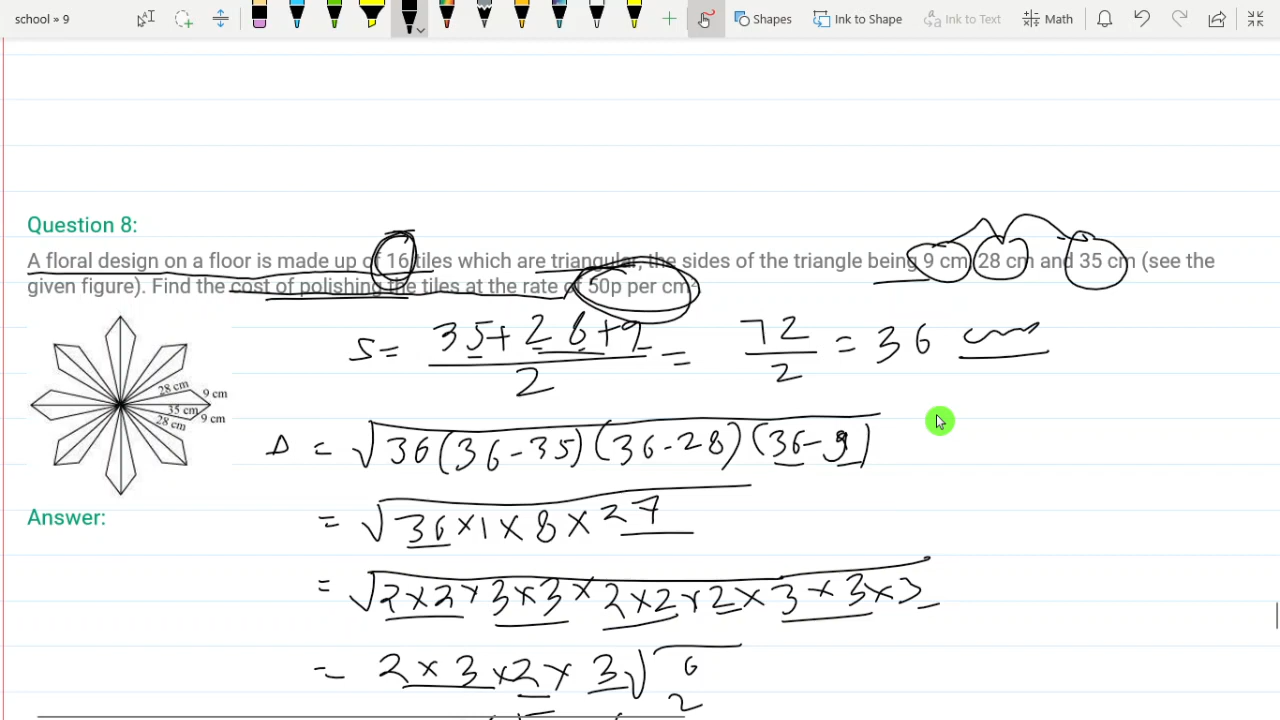 school » 9
Shapes
Ink to Shape
Ink to Text
Math
Question 8:
A floral design on a floor is made up of 16 tiles which are triangular, the sides of the triangle being 9 cm, 28 cm and 35 cm (see the
given figure). Find the cost of polishing the tiles at the rate of 50p per cm².
28 cm
9 cm
35 cm
28 cm
9 cm
S = 35+28+9 / 2 = 72 / 2 = 36 cms
Δ = √36(36-35)(36-28)(36-9)
= √36×1×8×27
= √2×2×3×3×2×2×2×3×3×3
= 2×3×2×3√6
2
Answer: